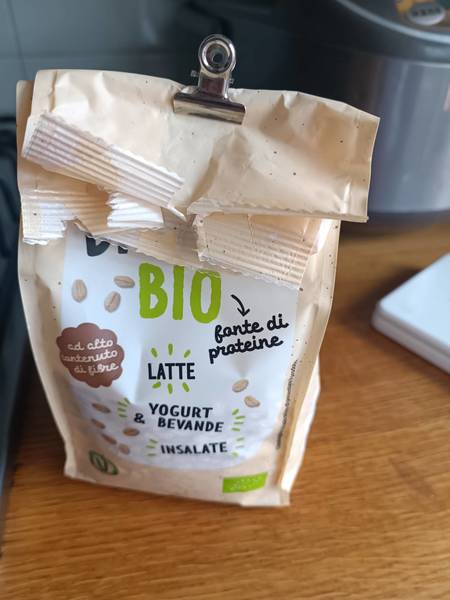 BIO
fonte di
proteine
ad alto
contenuto
di fibre
LATTE
YOGURT
& BEVANDE
INSALATE